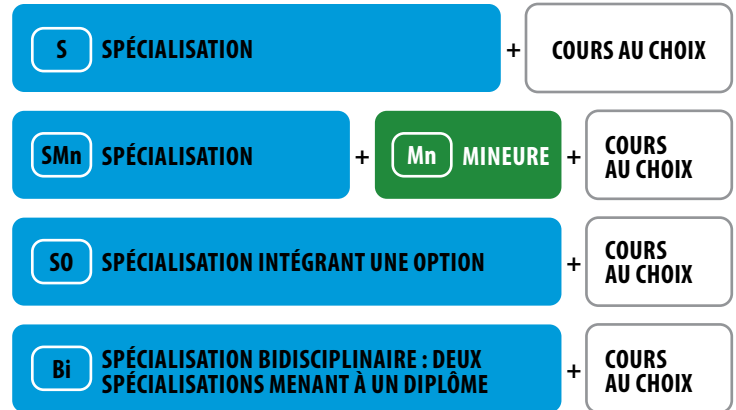 S SPÉCIALISATION + COURS AU CHOIX
SMn SPÉCIALISATION + Mn MINEURE + COURS
AU CHOIX
SO SPÉCIALISATION INTÉGRANT UNE OPTION + COURS
AU CHOIX
Bi SPÉCIALISATION BIDISCIPLINAIRE : DEUX
SPÉCIALISATIONS MENANT À UN DIPLÔME + COURS
AU CHOIX